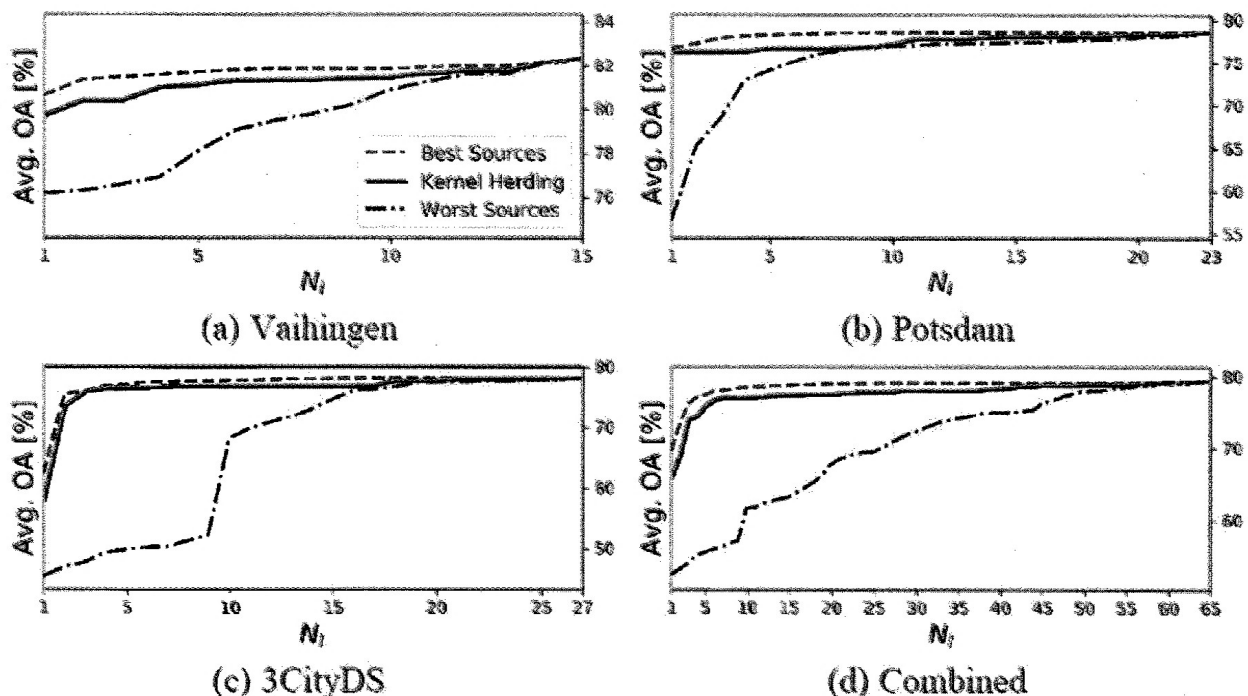 84
82
80
78
76
Avg. OA [%]
Best Sources
Kernel Herding
Worst Sources
1 5 10 15
N_l
(a) Vaihingen
80
75
70
65
60
55
Avg. OA [%]
1 5 10 15 20 23
N_l
(b) Potsdam
80
70
60
50
Avg. OA [%]
1 5 10 15 20 25 27
N_l
(c) 3CityDS
80
70
60
Avg. OA [%]
1 5 10 15 20 25 30 35 40 45 50 55 60 65
N_l
(d) Combined